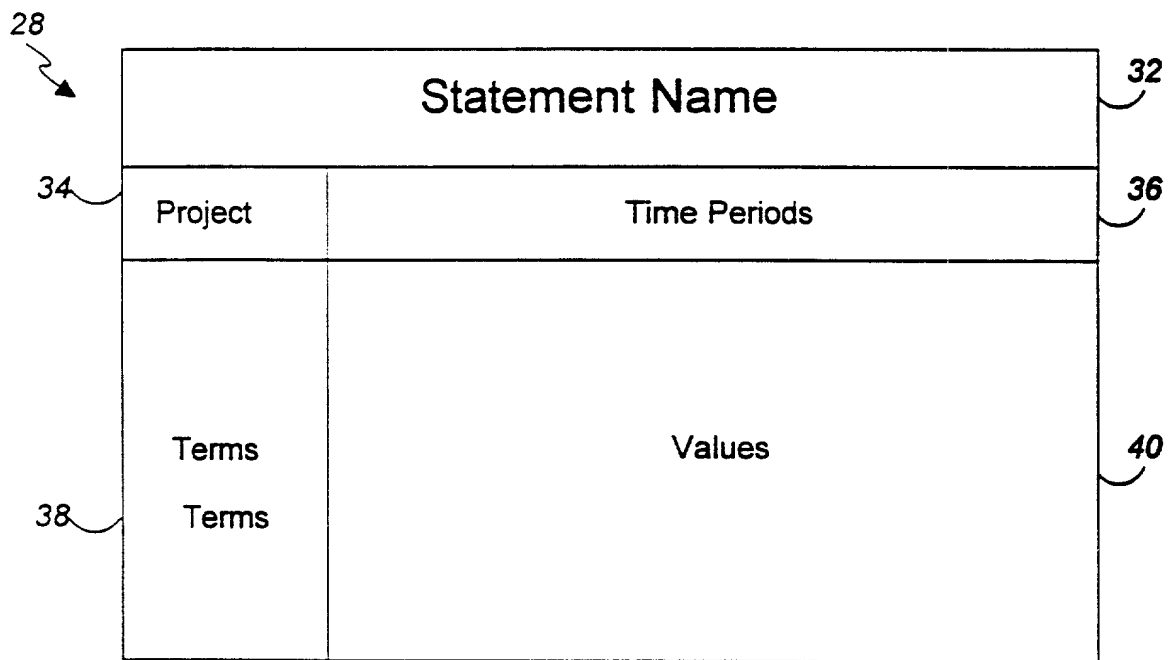 28
Statement Name 32
34 Project Time Periods 36
Terms Values 40
38 Terms